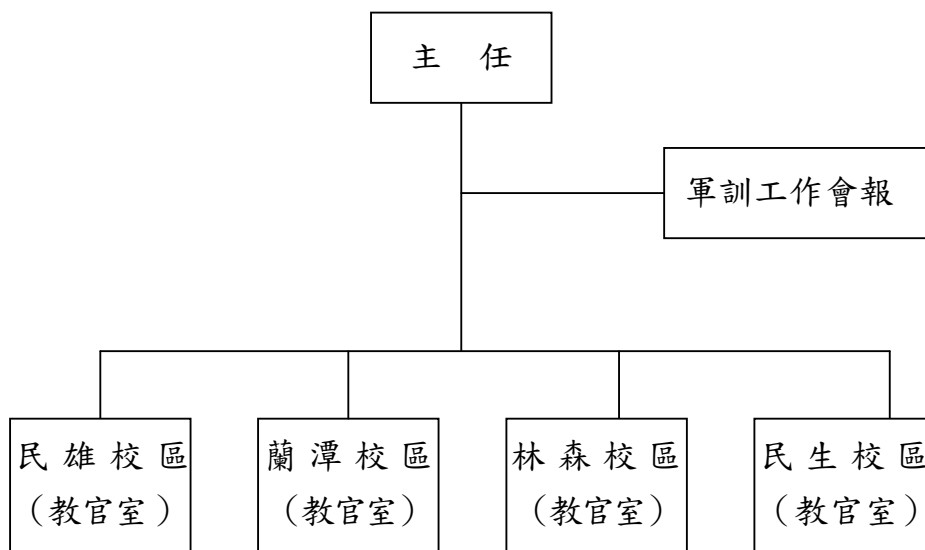 主 任
軍訓工作會報
民雄校區
（教官室）
蘭潭校區
（教官室）
林森校區
（教官室）
民生校區
（教官室）